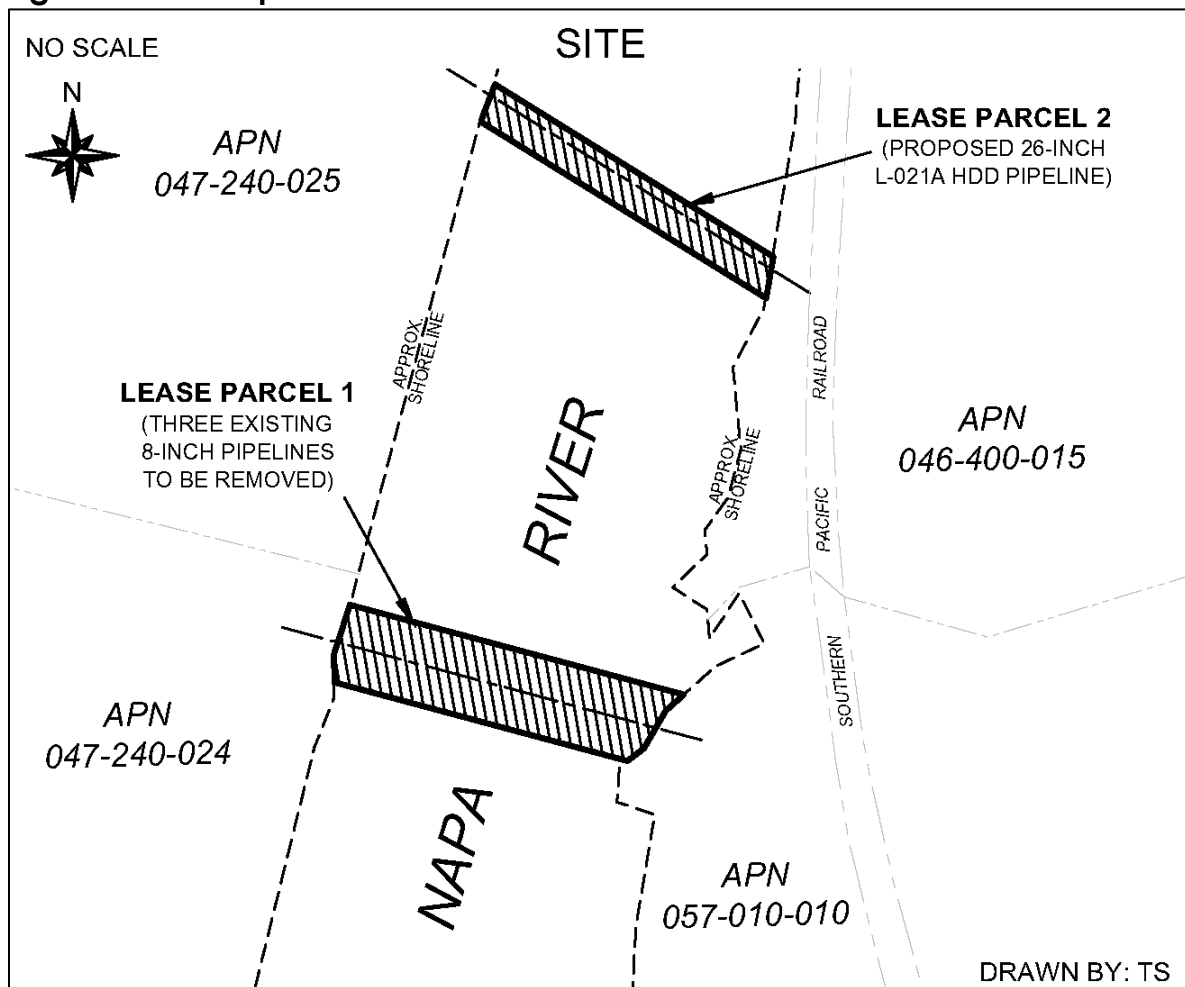 NO SCALE
SITE
N
APN
047-240-025
LEASE PARCEL 2
(PROPOSED 26-INCH
L-021A HDD PIPELINE)
APPROX.
SHORELINE
RAILROAD
LEASE PARCEL 1
(THREE EXISTING
8-INCH PIPELINES
TO BE REMOVED)
RIVER
APPROX.
SHORELINE
APN
046-400-015
PACIFIC
SOUTHERN
APN
047-240-024
NAPA
APN
057-010-010
DRAWN BY: TS